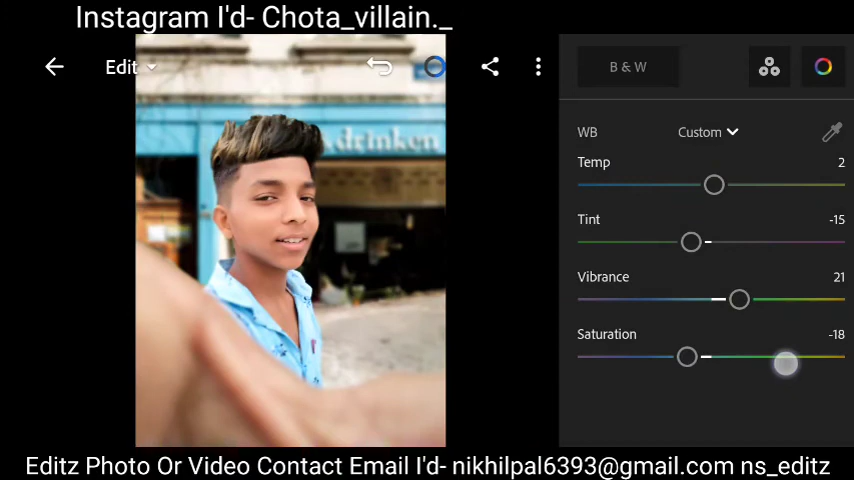 Instagram I'd- Chota_villain._
Edit
B & W
drinken
WB Custom
Temp 2
Tint -15
Vibrance 21
Saturation -18
Editz Photo Or Video Contact Email I'd- nikhilpal6393@gmail.com ns_editz